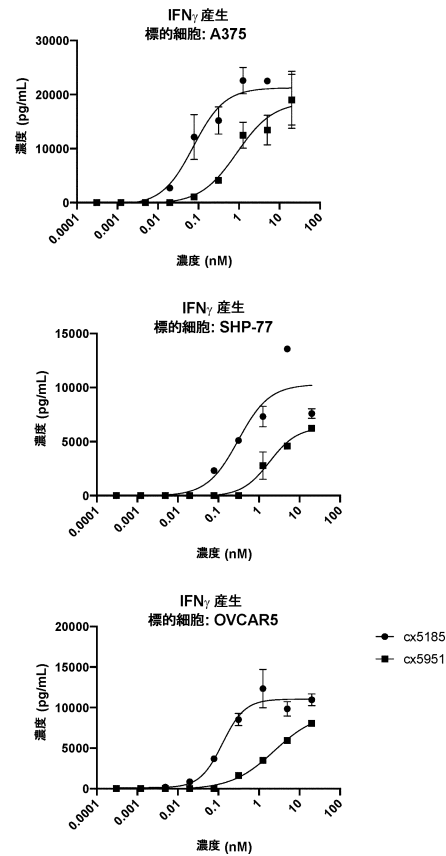 IFNγ 産生
標的細胞: A375
濃度 (pg/mL)
30000
20000
10000
0
0.0001
0.001
0.01
0.1
1
10
100
濃度 (nM)
IFNγ 産生
標的細胞: SHP-77
濃度 (pg/mL)
15000
10000
5000
0
0.0001
0.001
0.01
0.1
1
10
100
濃度 (nM)
IFNγ 産生
標的細胞: OVCAR5
濃度 (pg/mL)
20000
15000
10000
5000
0
0.0001
0.001
0.01
0.1
1
10
100
濃度 (nM)
cx5185
cx5951